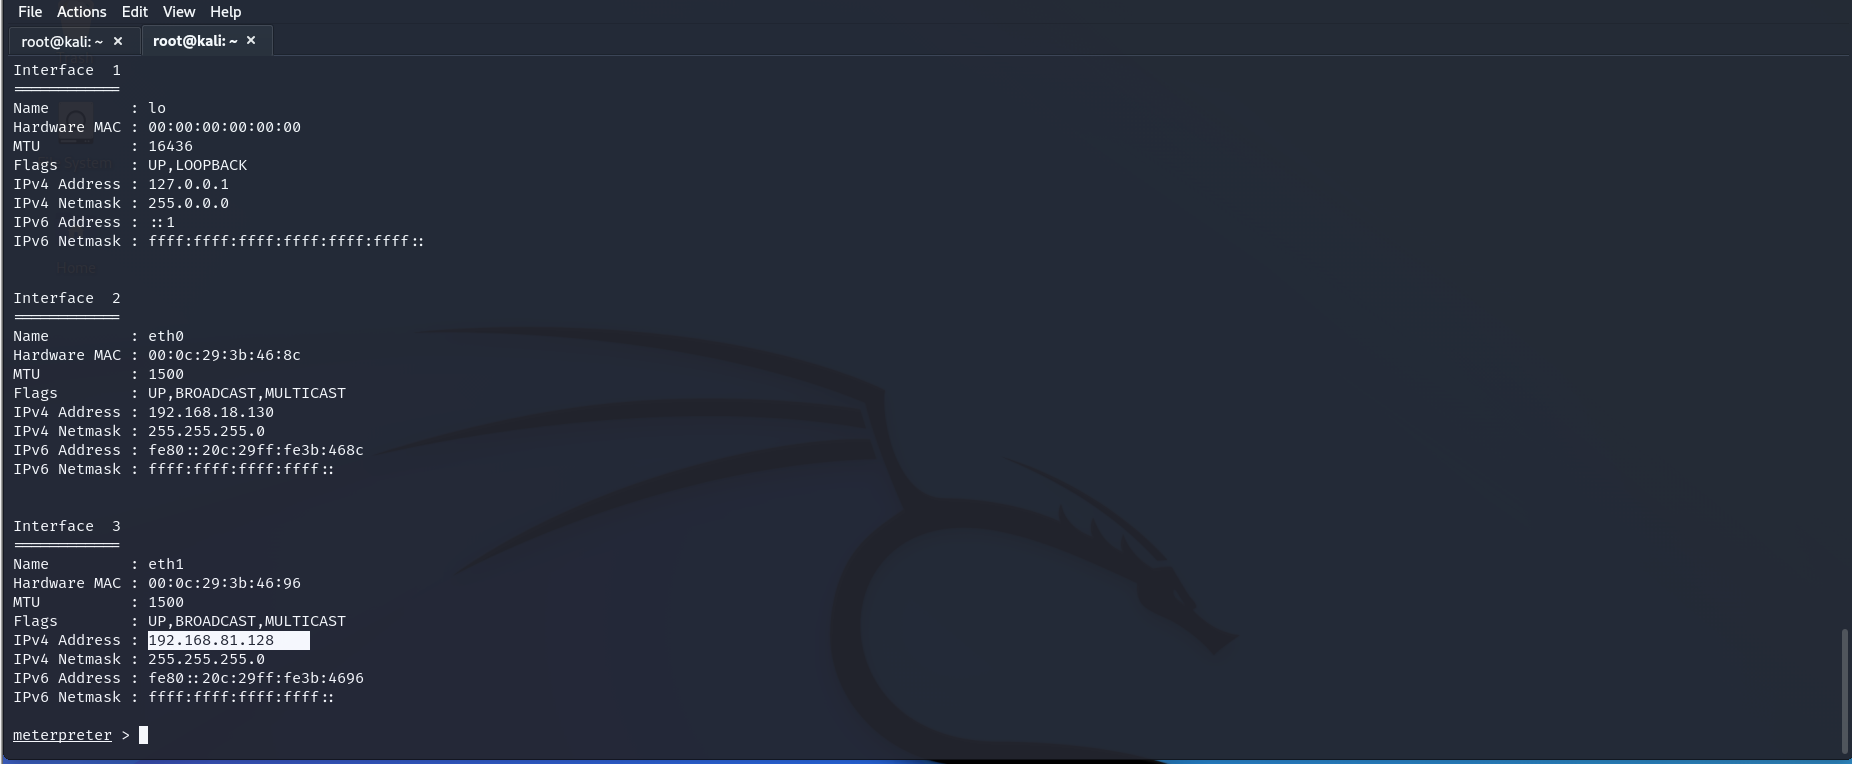 File Actions Edit View Help
root@kali: ~ × root@kali: ~ ×
Interface  1
============
Name         : lo
Hardware MAC : 00:00:00:00:00:00
MTU          : 16436
Flags        : UP,LOOPBACK
IPv4 Address : 127.0.0.1
IPv4 Netmask : 255.0.0.0
IPv6 Address : ::1
IPv6 Netmask : ffff:ffff:ffff:ffff:ffff:ffff::
Home
Interface  2
============
Name         : eth0
Hardware MAC : 00:0c:29:3b:46:8c
MTU          : 1500
Flags        : UP,BROADCAST,MULTICAST
IPv4 Address : 192.168.18.130
IPv4 Netmask : 255.255.255.0
IPv6 Address : fe80::20c:29ff:fe3b:468c
IPv6 Netmask : ffff:ffff:ffff:ffff::
Interface  3
============
Name         : eth1
Hardware MAC : 00:0c:29:3b:46:96
MTU          : 1500
Flags        : UP,BROADCAST,MULTICAST
IPv4 Address : 192.168.81.128
IPv4 Netmask : 255.255.255.0
IPv6 Address : fe80::20c:29ff:fe3b:4696
IPv6 Netmask : ffff:ffff:ffff:ffff::
meterpreter >